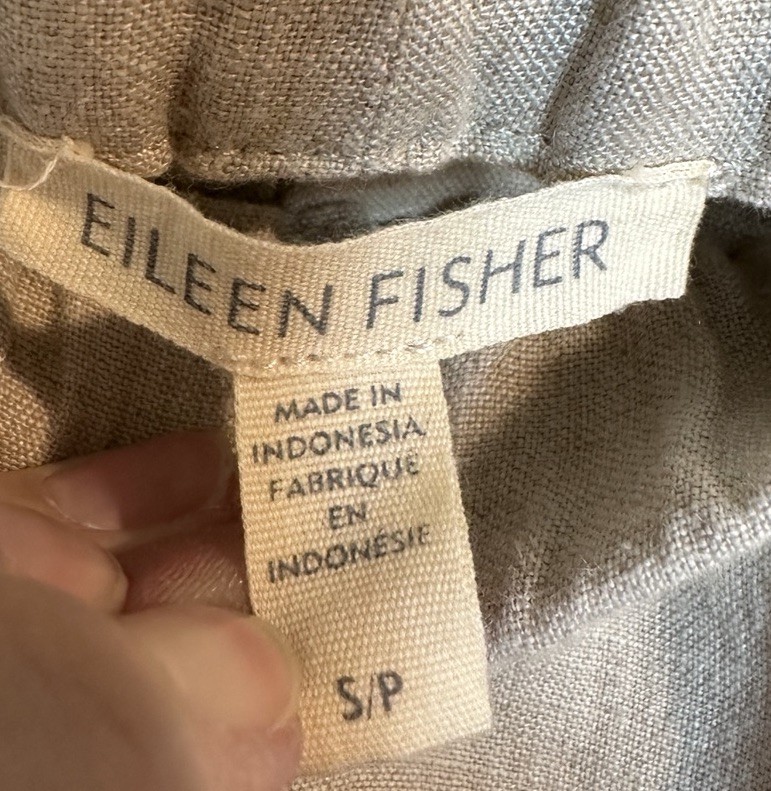 EILEEN FISHER
MADE IN
INDONESIA
FABRIQUE
EN
INDONÉSIE
S/P